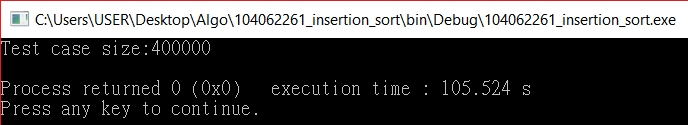 C:\Users\USER\Desktop\Algo\104062261_insertion_sort\bin\Debug\104062261_insertion_sort.exe
Test case size:400000
Process returned 0 (0x0)   execution time : 105.524 s
Press any key to continue.